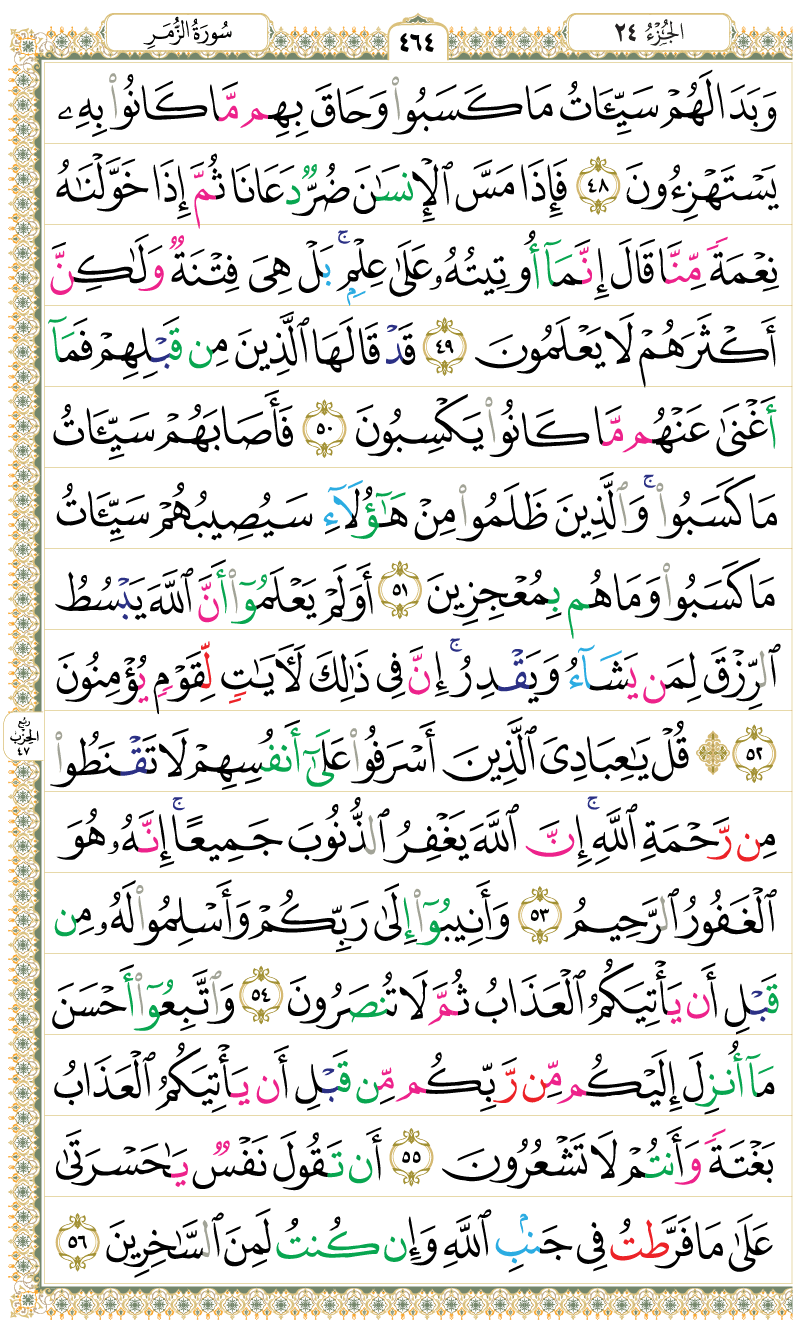 الجُزْءُ ٢٤
٤٦٤
سُورَةُ الزُّمَرِ
وَبَدَا لَهُمْ سَيِّـَٔاتُ مَا كَسَبُوا۟ وَحَاقَ بِهِم مَّا كَانُوا۟ بِهِۦ
يَسْتَهْزِءُونَ ٤٨ فَإِذَا مَسَّ ٱلْإِنسَـٰنَ ضُرٌّ دَعَانَا ثُمَّ إِذَا خَوَّلْنَـٰهُ
نِعْمَةً مِّنَّا قَالَ إِنَّمَآ أُوتِيتُهُۥ عَلَىٰ عِلْمٍۭ ۚ بَلْ هِىَ فِتْنَةٌ وَلَـٰكِنَّ
أَكْثَرَهُمْ لَا يَعْلَمُونَ ٤٩ قَدْ قَالَهَا ٱلَّذِينَ مِن قَبْلِهِمْ فَمَآ
أَغْنَىٰ عَنْهُم مَّا كَانُوا۟ يَكْسِبُونَ ٥٠ فَأَصَابَهُمْ سَيِّـَٔاتُ
مَا كَسَبُوا۟ ۚ وَٱلَّذِينَ ظَلَمُوا۟ مِنْ هَـٰٓؤُلَآءِ سَيُصِيبُهُمْ سَيِّـَٔاتُ
مَا كَسَبُوا۟ وَمَا هُم بِمُعْجِزِينَ ٥١ أَوَلَمْ يَعْلَمُوٓا۟ أَنَّ ٱللَّهَ يَبْسُطُ
ٱلرِّزْقَ لِمَن يَشَآءُ وَيَقْدِرُ ۚ إِنَّ فِى ذَٰلِكَ لَـَٔايَـٰتٍ لِّقَوْمٍ يُؤْمِنُونَ
٥٢ ۞ قُلْ يَـٰعِبَادِىَ ٱلَّذِينَ أَسْرَفُوا۟ عَلَىٰٓ أَنفُسِهِمْ لَا تَقْنَطُوا۟
مِن رَّحْمَةِ ٱللَّهِ ۚ إِنَّ ٱللَّهَ يَغْفِرُ ٱلذُّنُوبَ جَمِيعًا ۚ إِنَّهُۥ هُوَ
ٱلْغَفُورُ ٱلرَّحِيمُ ٥٣ وَأَنِيبُوٓا۟ إِلَىٰ رَبِّكُمْ وَأَسْلِمُوا۟ لَهُۥ مِن
قَبْلِ أَن يَأْتِيَكُمُ ٱلْعَذَابُ ثُمَّ لَا تُنصَرُونَ ٥٤ وَٱتَّبِعُوٓا۟ أَحْسَنَ
مَآ أُنزِلَ إِلَيْكُم مِّن رَّبِّكُم مِّن قَبْلِ أَن يَأْتِيَكُمُ ٱلْعَذَابُ
بَغْتَةً وَأَنتُمْ لَا تَشْعُرُونَ ٥٥ أَن تَقُولَ نَفْسٌ يَـٰحَسْرَتَىٰ
عَلَىٰ مَا فَرَّطتُ فِى جَنۢبِ ٱللَّهِ وَإِن كُنتُ لَمِنَ ٱلسَّـٰخِرِينَ ٥٦
رُبْعُ
الحِزْبِ
٤٧